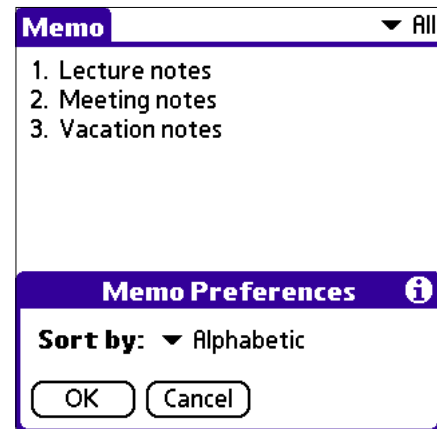 Memo All
1. Lecture notes
2. Meeting notes
3. Vacation notes
Memo Preferences i
Sort by: Alphabetic
OK Cancel